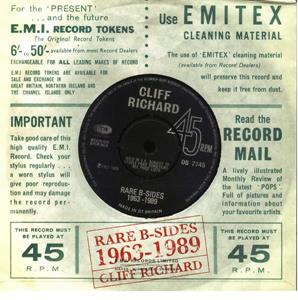 For the 'PRESENT'
... and the future
E.M.I. RECORD TOKENS
The Original Record Tokens
6/- to 50/- available from most Record Dealers
EXCHANGEABLE FOR ALL LEADING MAKES OF RECORD
E.M.I RECORD TOKENS ARE AVAILABLE
FOR SALE AND EXCHANGE IN
GREAT BRITAIN, NORTHERN IRELAND AND
THE CHANNEL ISLANDS ONLY
Use EMITEX
CLEANING MATERIAL
The use of 'EMITEX' cleaning material
(available from Record Dealers)
will preserve this record and
keep it free from dust.
IMPORTANT
Take good care of this
high quality E.M.I.
Record. Check your
stylus regularly ...
a worn stylus will
give poor reproduc-
tion and may damage
the record
permanently.
CLIFF
RICHARD
45
RPM
DB 7745
RARE B-SIDES
1963-1989
MADE IN GT BRITAIN
Read the
RECORD
MAIL
A lively illustrated
Monthly Review of
the latest 'POPS'
Full of pictures and
information about
your favourite artists.
THIS RECORD MUST BE
PLAYED AT
45
R.P.M.
RARE B-SIDES
1963-1989
CLIFF RICHARD
THIS RECORD MUST BE
PLAYED AT
45
R.P.M.